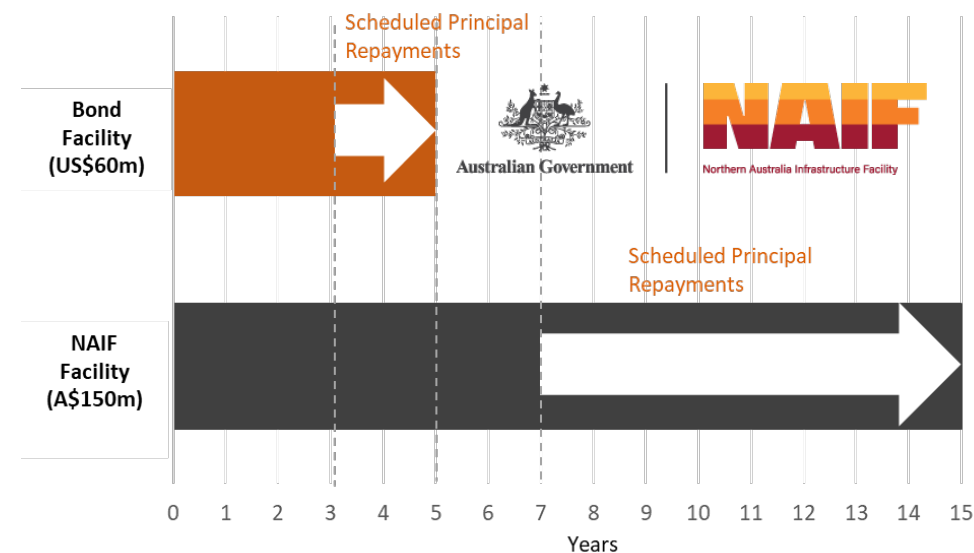 Scheduled Principal
Repayments
Bond
Facility
(US$60m)
Australian Government
NAIF
Northern Australia Infrastructure Facility
Scheduled Principal
Repayments
NAIF
Facility
(A$150m)
0 1 2 3 4 5 6 7 8 9 10 11 12 13 14 15
Years